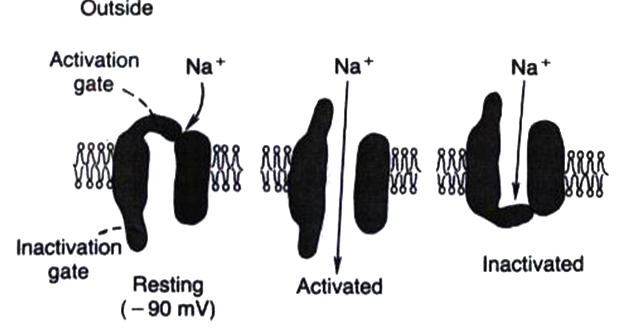 Outside
Activation
gate
Na+
Na+
Na+
Inactivation
gate
Resting
(−90 mV)
Activated
Inactivated